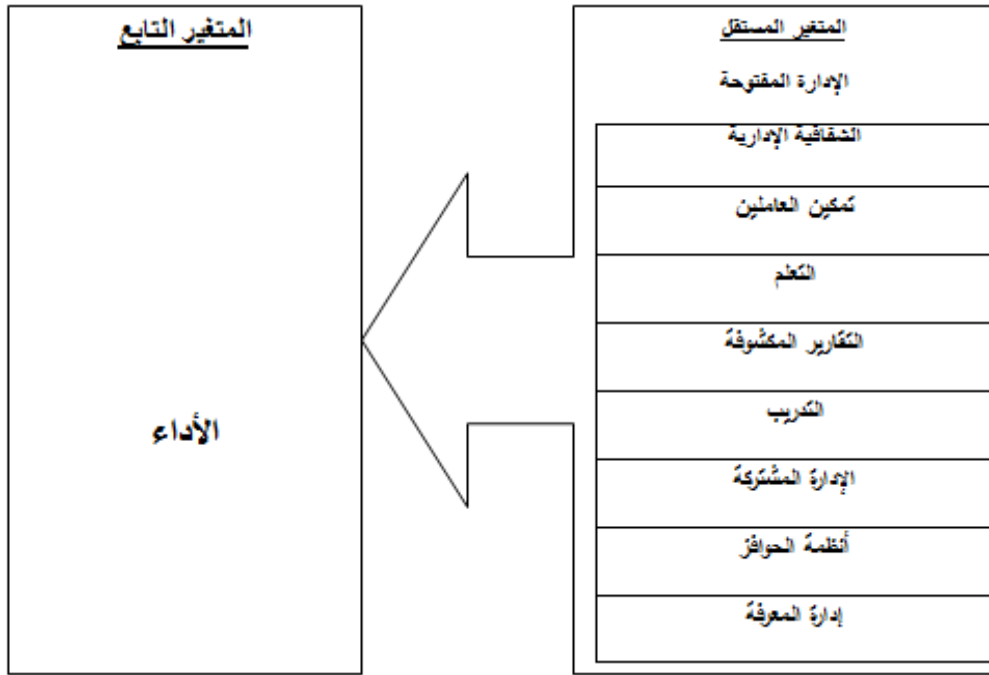 المتغير المستقل
الإدارة المفتوحة
الشفافية الإدارية
تمكين العاملين
التعلم
التقارير المكشوفة
التدريب
الإدارة المشتركة
أنظمة الحوافز
إدارة المعرفة
المتغير التابع
الأداء